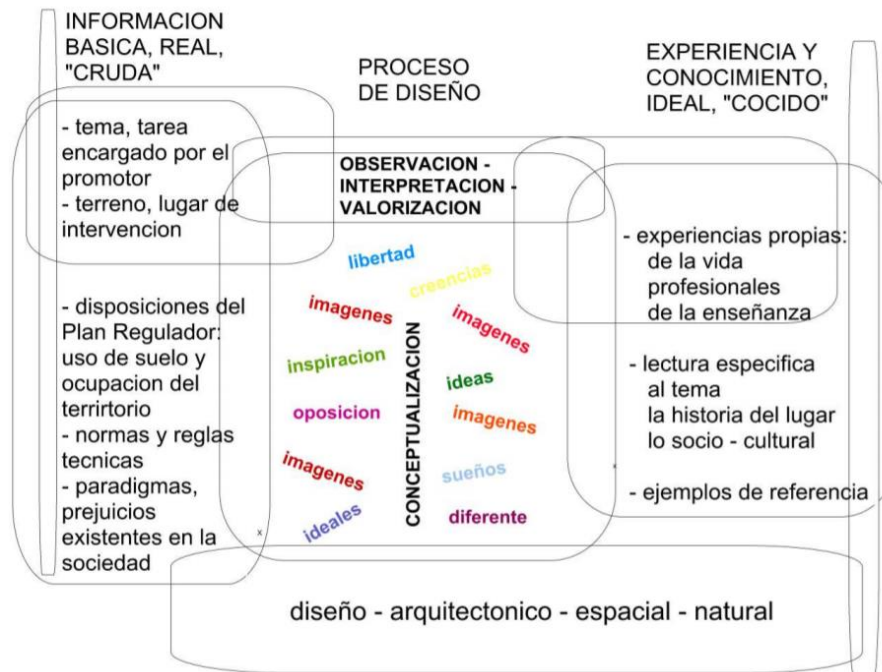 INFORMACION
BASICA, REAL,
"CRUDA"
- tema, tarea
encargado por el
promotor
- terreno, lugar de
intervencion
- disposiciones del
Plan Regulador:
uso de suelo y
ocupacion del
terrirtorio
- normas y reglas
tecnicas
- paradigmas,
prejuicios
existentes en la
sociedad
x
PROCESO
DE DISEÑO
OBSERVACION -
INTERPRETACION -
VALORIZACION
libertad
creencias
imagenes
imagenes
inspiracion
ideas
oposicion
imagenes
imagenes
sueños
ideales
diferente
CONCEPTUALIZACION
EXPERIENCIA Y
CONOCIMIENTO,
IDEAL, "COCIDO"
- experiencias propias:
de la vida
profesionales
de la enseñanza
- lectura especifica
al tema
la historia del lugar
lo socio - cultural
- ejemplos de referencia
x
diseño - arquitectonico - espacial - natural